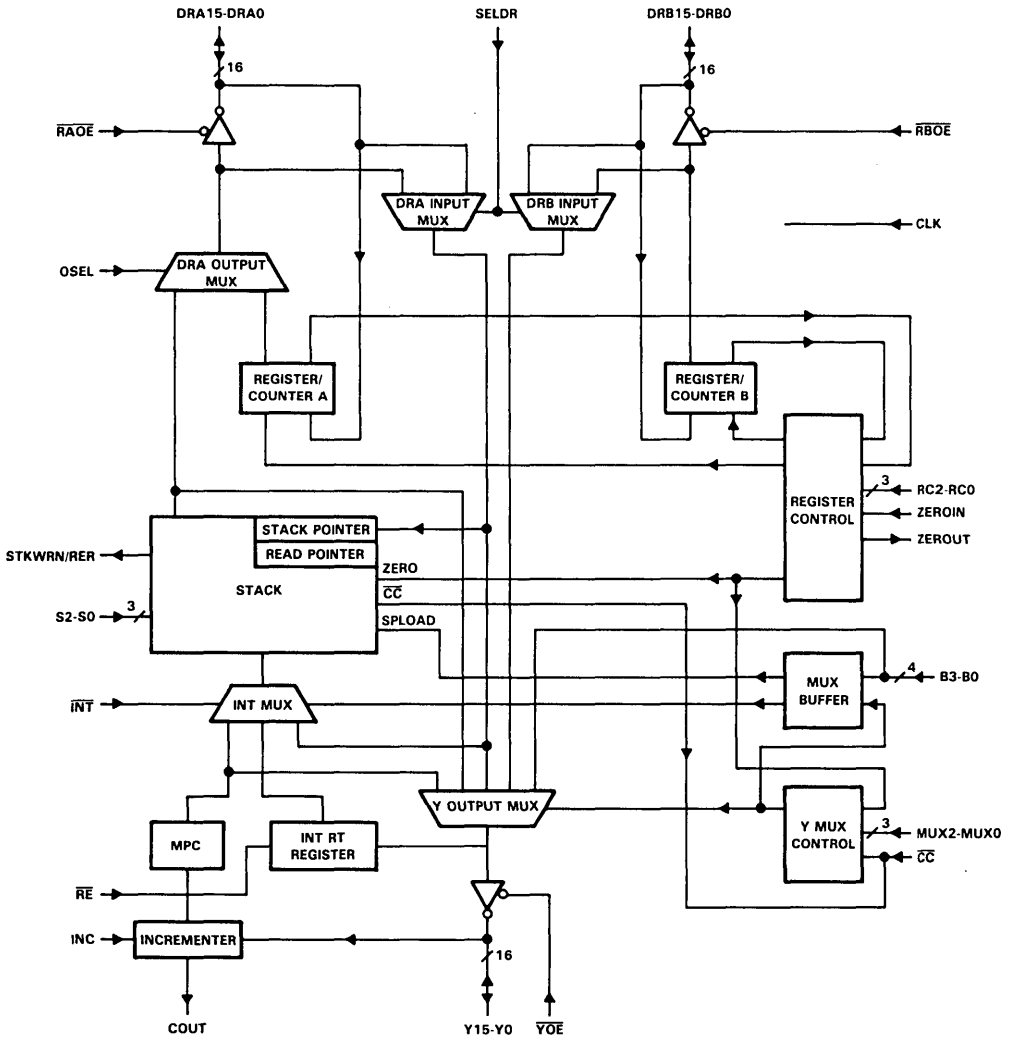 DRA15-DRA0
SELDR
DRB15-DRB0
16
16
RAOE
RBOE
DRA INPUT
MUX
DRB INPUT
MUX
CLK
OSEL
DRA OUTPUT
MUX
REGISTER/
COUNTER A
REGISTER/
COUNTER B
REGISTER
CONTROL
3
RC2-RC0
ZEROIN
ZEROUT
STACK POINTER
READ POINTER
STKWRN/RER
STACK
ZERO
CC
SPLOAD
3
S2-S0
MUX
BUFFER
4
B3-B0
INT
INT MUX
Y OUTPUT MUX
Y MUX
CONTROL
3
MUX2-MUX0
CC
MPC
INT RT
REGISTER
RE
INC
INCREMENTER
16
COUT
Y15-Y0
YOE